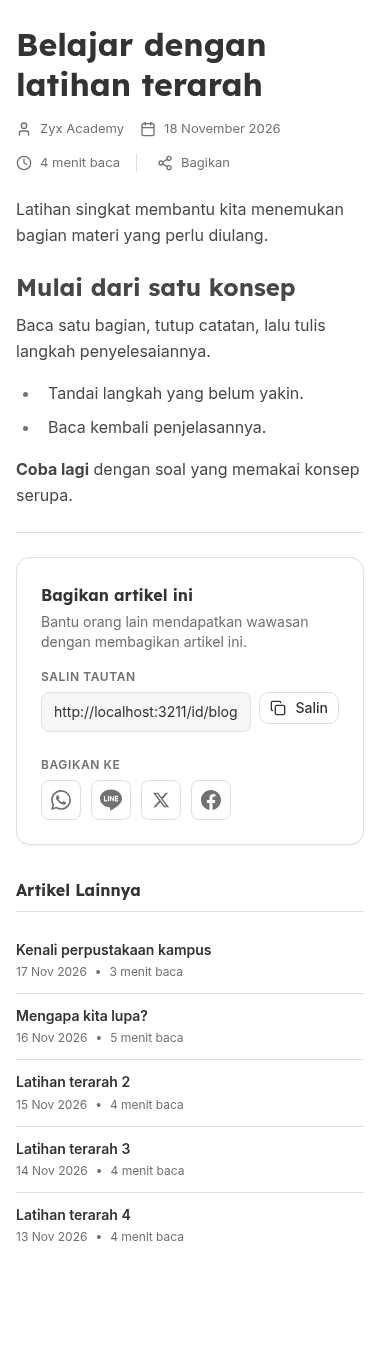 Belajar dengan
latihan terarah
Zyx Academy 18 November 2026
4 menit baca Bagikan
Latihan singkat membantu kita menemukan
bagian materi yang perlu diulang.
Mulai dari satu konsep
Baca satu bagian, tutup catatan, lalu tulis
langkah penyelesaiannya.
• Tandai langkah yang belum yakin.
• Baca kembali penjelasannya.
Coba lagi dengan soal yang memakai konsep
serupa.
Bagikan artikel ini
Bantu orang lain mendapatkan wawasan
dengan membagikan artikel ini.
SALIN TAUTAN
http://localhost:3211/id/blog Salin
BAGIKAN KE
LINE
Artikel Lainnya
Kenali perpustakaan kampus
17 Nov 2026 • 3 menit baca
Mengapa kita lupa?
16 Nov 2026 • 5 menit baca
Latihan terarah 2
15 Nov 2026 • 4 menit baca
Latihan terarah 3
14 Nov 2026 • 4 menit baca
Latihan terarah 4
13 Nov 2026 • 4 menit baca